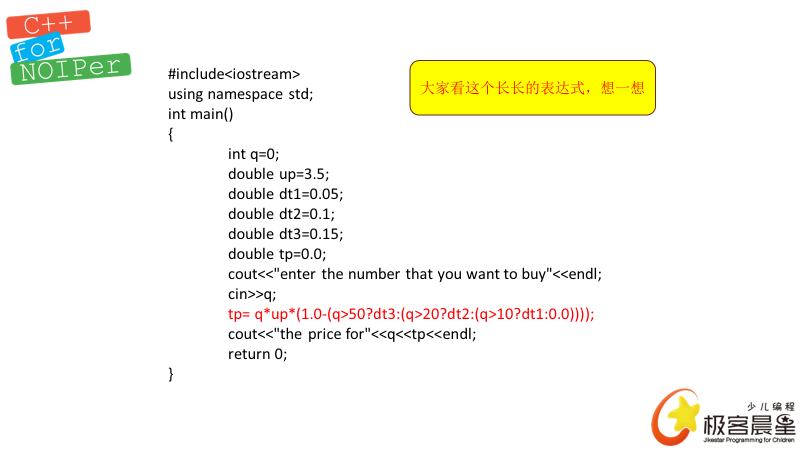 C++
for
NOIPer
大家看这个长长的表达式，想一想
#include<iostream>
using namespace std;
int main()
{
int q=0;
double up=3.5;
double dt1=0.05;
double dt2=0.1;
double dt3=0.15;
double tp=0.0;
cout<<"enter the number that you want to buy"<<endl;
cin>>q;
tp= q*up*(1.0-(q>50?dt3:(q>20?dt2:(q>10?dt1:0.0))));
cout<<"the price for"<<q<<tp<<endl;
return 0;
}
少儿编程
极客晨星
Jikestar Programming for Children